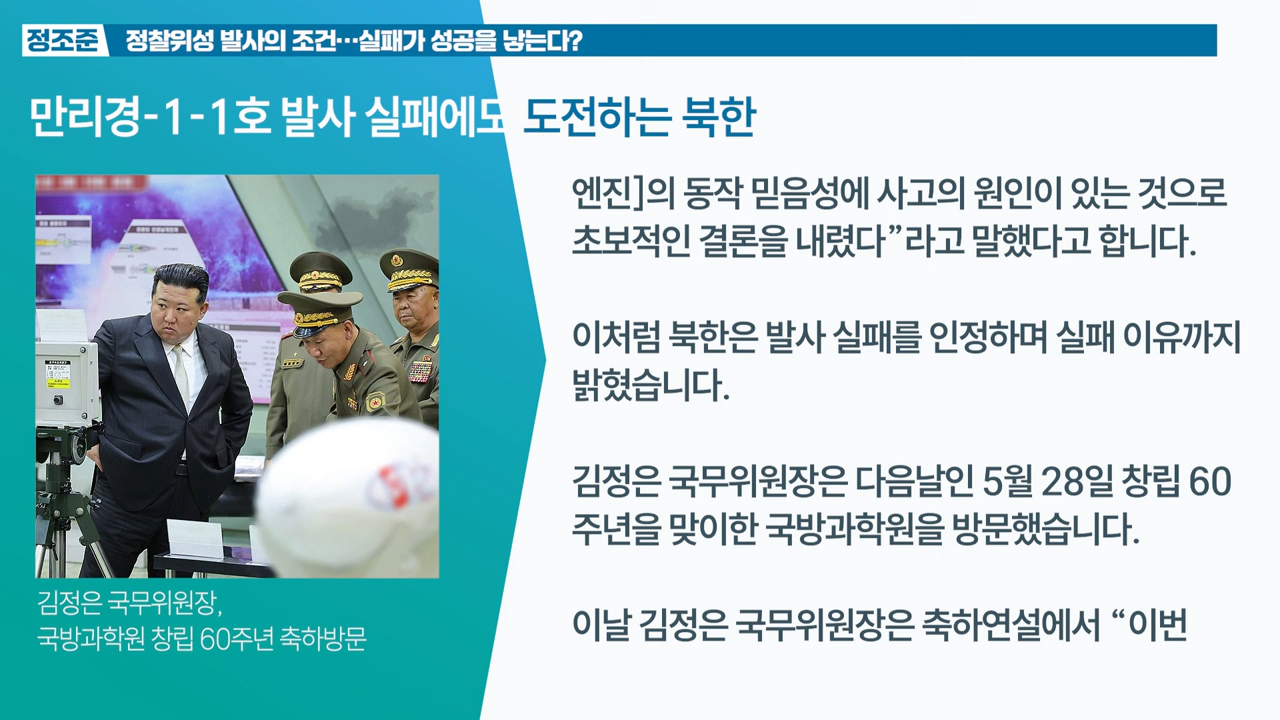 정조준 정찰위성 발사의 조건…실패가 성공을 낳는다?
만리경-1-1호 발사 실패에도 도전하는 북한
엔진]의 동작 믿음성에 사고의 원인이 있는 것으로
초보적인 결론을 내렸다”라고 말했다고 합니다.
이처럼 북한은 발사 실패를 인정하며 실패 이유까지
밝혔습니다.
김정은 국무위원장은 다음날인 5월 28일 창립 60
주년을 맞이한 국방과학원을 방문했습니다.
이날 김정은 국무위원장은 축하연설에서 “이번
김정은 국무위원장,
국방과학원 창립 60주년 축하방문